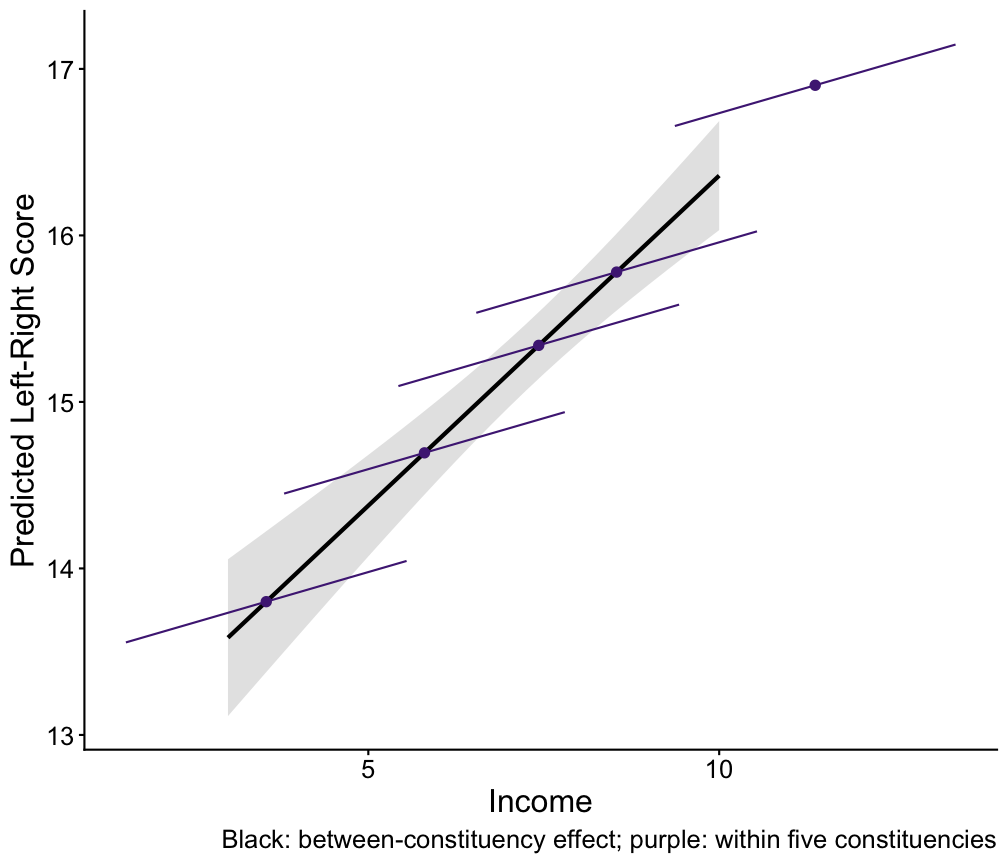 Predicted Left-Right Score
17
16
15
14
13
5
10
Income
Black: between-constituency effect; purple: within five constituencies